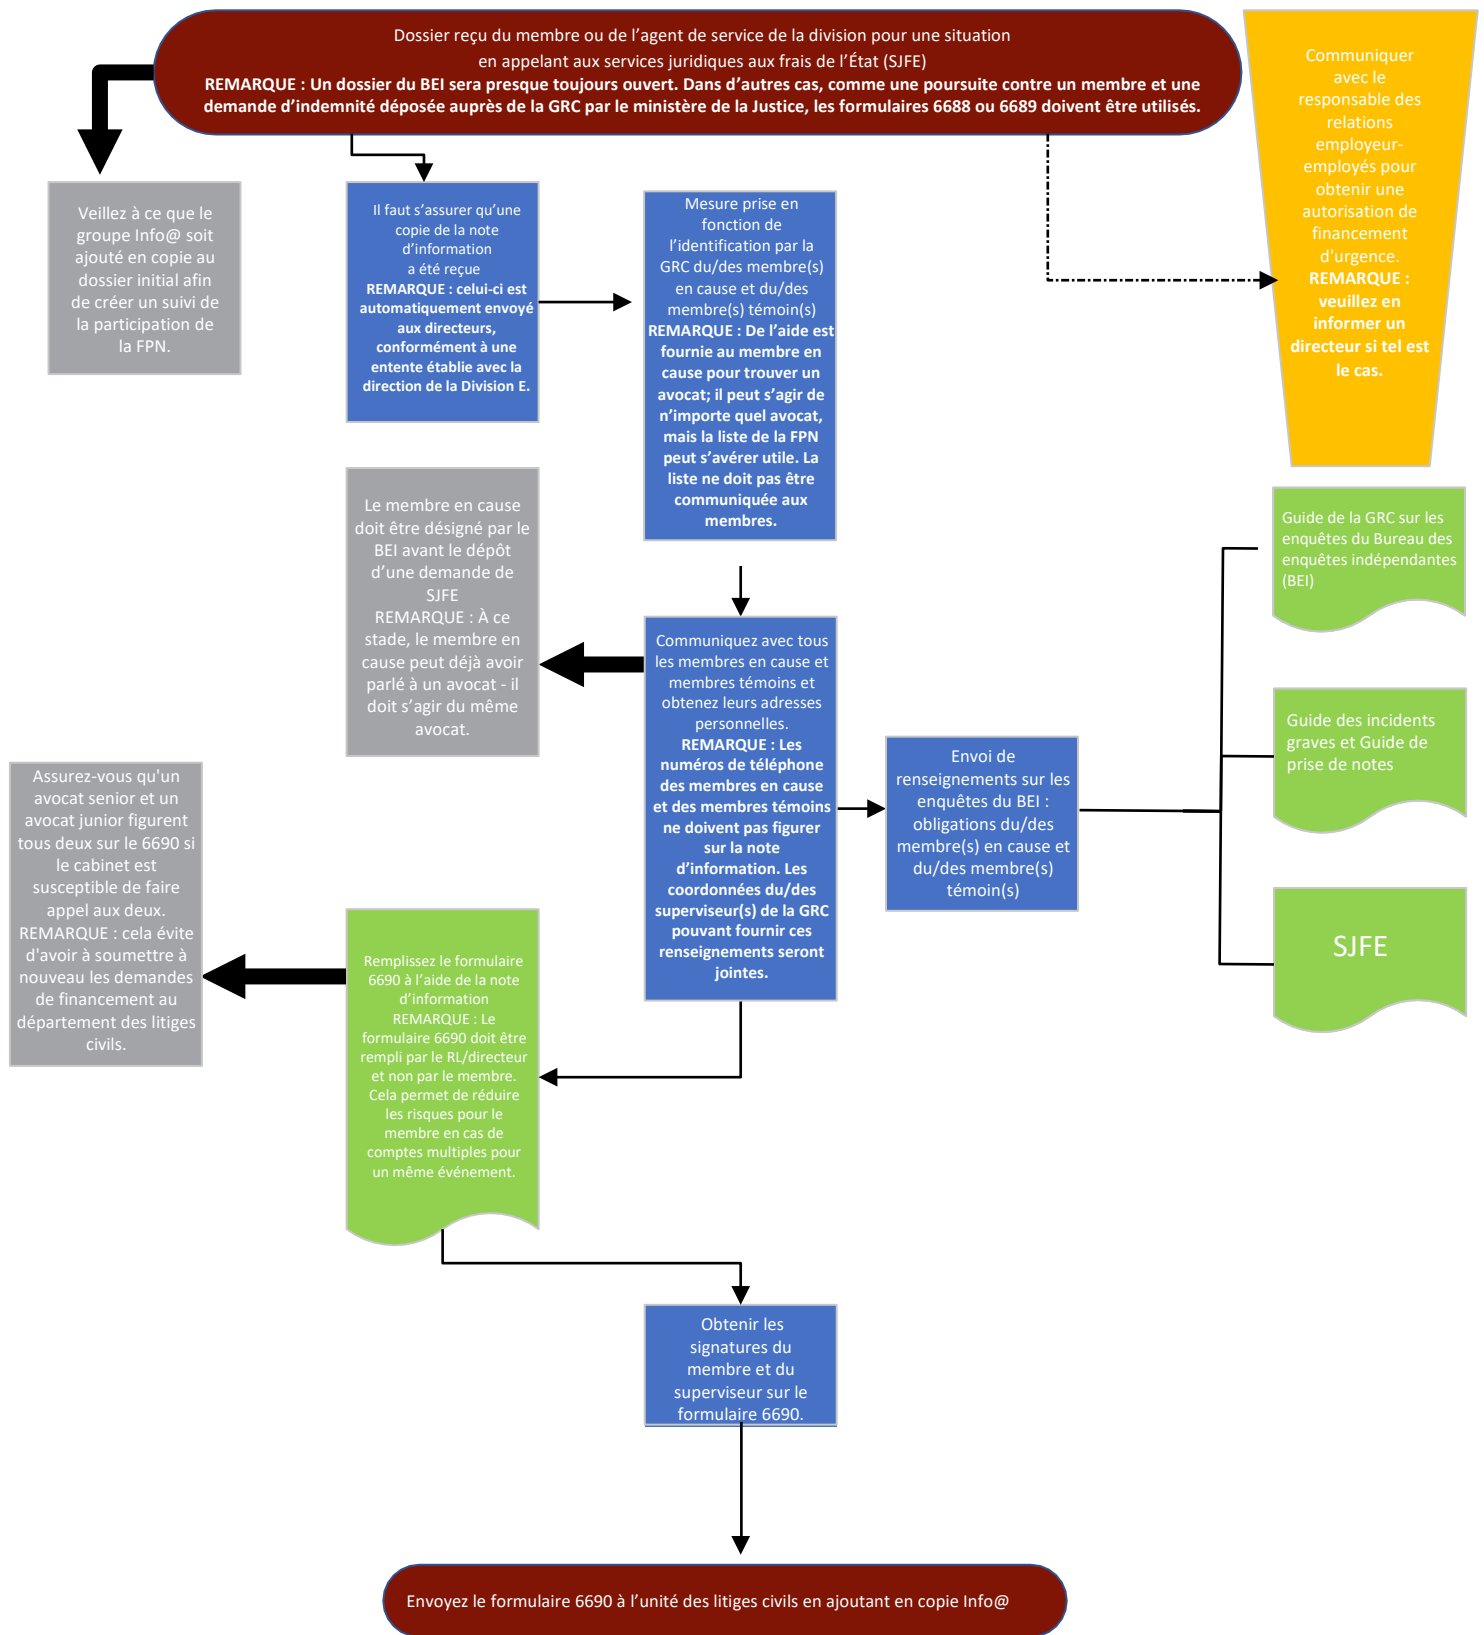 Dossier reçu du membre ou de l'agent de service de la division pour une situation
en appelant aux services juridiques aux frais de l'État (SJFE)
REMARQUE : Un dossier du BEI sera presque toujours ouvert. Dans d'autres cas, comme une poursuite contre un membre et une
demande d'indemnité déposée auprès de la GRC par le ministère de la Justice, les formulaires 6688 ou 6689 doivent être utilisés.
Communiquer
avec le
responsable des
relations
employeur-
employés pour
obtenir une
autorisation de
financement
d'urgence.
REMARQUE :
veuillez en
informer un
directeur si tel est
le cas.
Veillez à ce que le
groupe Info@ soit
ajouté en copie au
dossier initial afin
de créer un suivi de
la participation de
la FPN.
Il faut s'assurer qu'une
copie de la note
d'information
a été reçue
REMARQUE : celui-ci est
automatiquement envoyé
aux directeurs,
conformément à une
entente établie avec la
direction de la Division E.
Mesure prise en
fonction de
l'identification par la
GRC du/des membre(s)
en cause et du/des
membre(s) témoin(s)
REMARQUE : De l'aide est
fournie au membre en
cause pour trouver un
avocat; il peut s'agir de
n'importe quel avocat,
mais la liste de la FPN
peut s'avérer utile. La
liste ne doit pas être
communiquée aux
membres.
Le membre en cause
doit être désigné par le
BEI avant le dépôt
d'une demande de
SJFE
REMARQUE : À ce
stade, le membre en
cause peut déjà avoir
parlé à un avocat - il
doit s'agir du même
avocat.
Communiquez avec tous
les membres en cause et
membres témoins et
obtenez leurs adresses
personnelles.
REMARQUE : Les
numéros de téléphone
des membres en cause
et des membres témoins
ne doivent pas figurer
sur la note
d'information. Les
coordonnées du/des
superviseur(s) de la GRC
pouvant fournir ces
renseignements seront
jointes.
Envoi de
renseignements sur les
enquêtes du BEI :
obligations du/des
membre(s) en cause et
du/des membre(s)
témoin(s)
Guide de la GRC sur les
enquêtes du Bureau des
enquêtes indépendantes
(BEI)
Guide des incidents
graves et Guide de
prise de notes
SJFE
Assurez-vous qu'un
avocat senior et un
avocat junior figurent
tous deux sur le 6690 si
le cabinet est
susceptible de faire
appel aux deux.
REMARQUE : cela évite
d'avoir à soumettre à
nouveau les demandes
de financement au
département des litiges
civils.
Remplissez le formulaire
6690 à l'aide de la note
d'information
REMARQUE : Le
formulaire 6690 doit être
rempli par le RL/directeur
et non par le membre.
Cela permet de réduire
les risques pour le
membre en cas de
comptes multiples pour
un même événement.
Obtenir les
signatures du
membre et du
superviseur sur le
formulaire 6690.
Envoyez le formulaire 6690 à l'unité des litiges civils en ajoutant en copie Info@